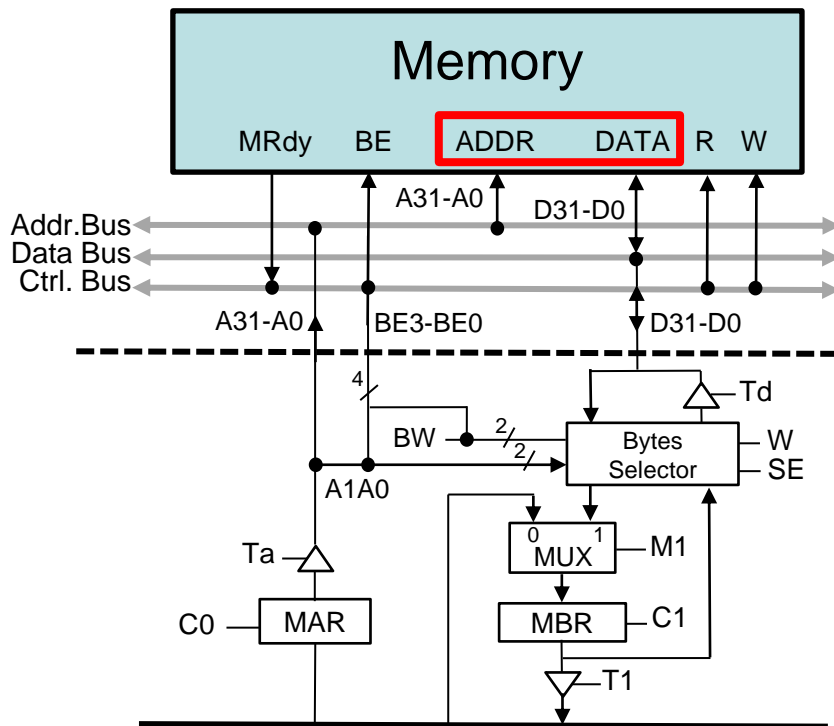 Memory
MRdy BE ADDR DATA R W
A31-A0 D31-D0
Addr.Bus
Data Bus
Ctrl. Bus
A31-A0 BE3-BE0 D31-D0
4
Td
BW 2 Bytes W
2 Selector SE
A1A0
0 1
Ta MUX M1
C0 MAR MBR C1
T1